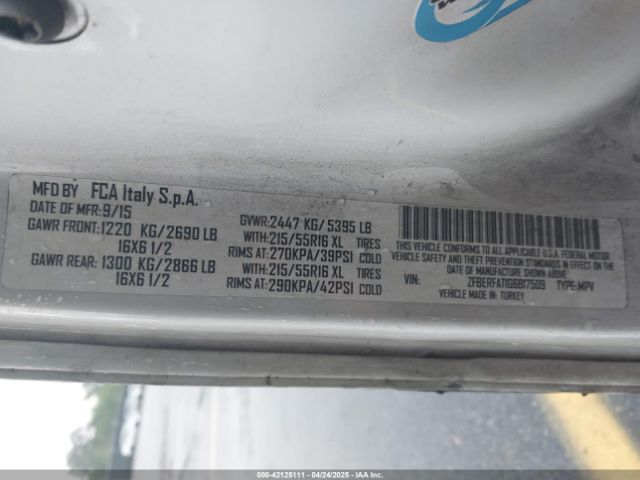 MFD BY FCA Italy S.p.A.
DATE OF MFR: 9/15
GAWR FRONT: 1220 KG/2690 LB
16X6 1/2
GAWR REAR: 1300 KG/2866 LB
16X6 1/2
GVWR: 2447 KG/ 5395 LB
WITH: 215/55R16 XL TIRES
RIMS AT: 270KPA/39PSI COLD
WITH: 215/55R16 XL TIRES
RIMS AT: 290KPA/42PSI COLD
THIS VEHICLE CONFORMS TO ALL APPLICABLE U.S.A. FEDERAL MOTOR
VEHICLE SAFETY AND THEFT PREVENTION STANDARDS IN
EFFECT ON THE DATE OF MANUFACTURE SHOWN ABOVE.
VIN: ZFBERFAT1G6B17509 TYPE: MPV
VEHICLE MADE IN: TURKEY
000-42125111 - 04/24/2025 - IAAI.com